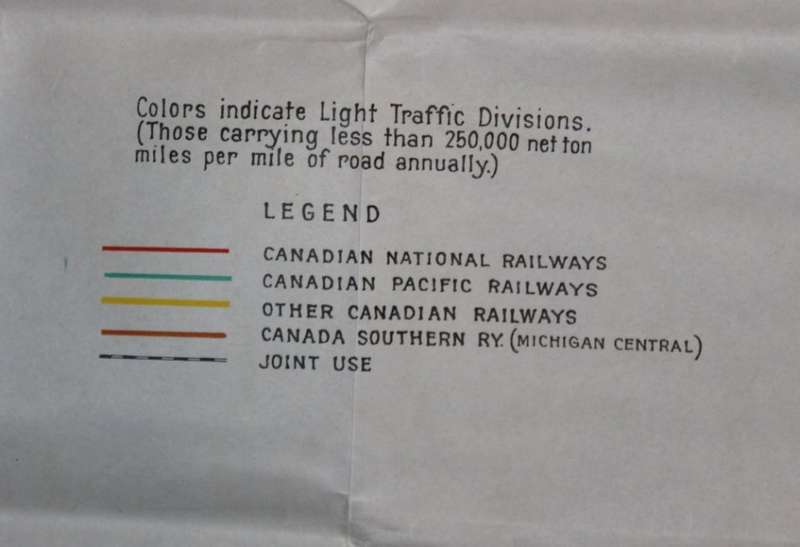 Colors indicate Light Traffic Divisions.
(Those carrying less than 250,000 net ton
miles per mile of road annually.)
LEGEND
CANADIAN NATIONAL RAILWAYS
CANADIAN PACIFIC RAILWAYS
OTHER CANADIAN RAILWAYS
CANADA SOUTHERN RY. (MICHIGAN CENTRAL)
JOINT USE